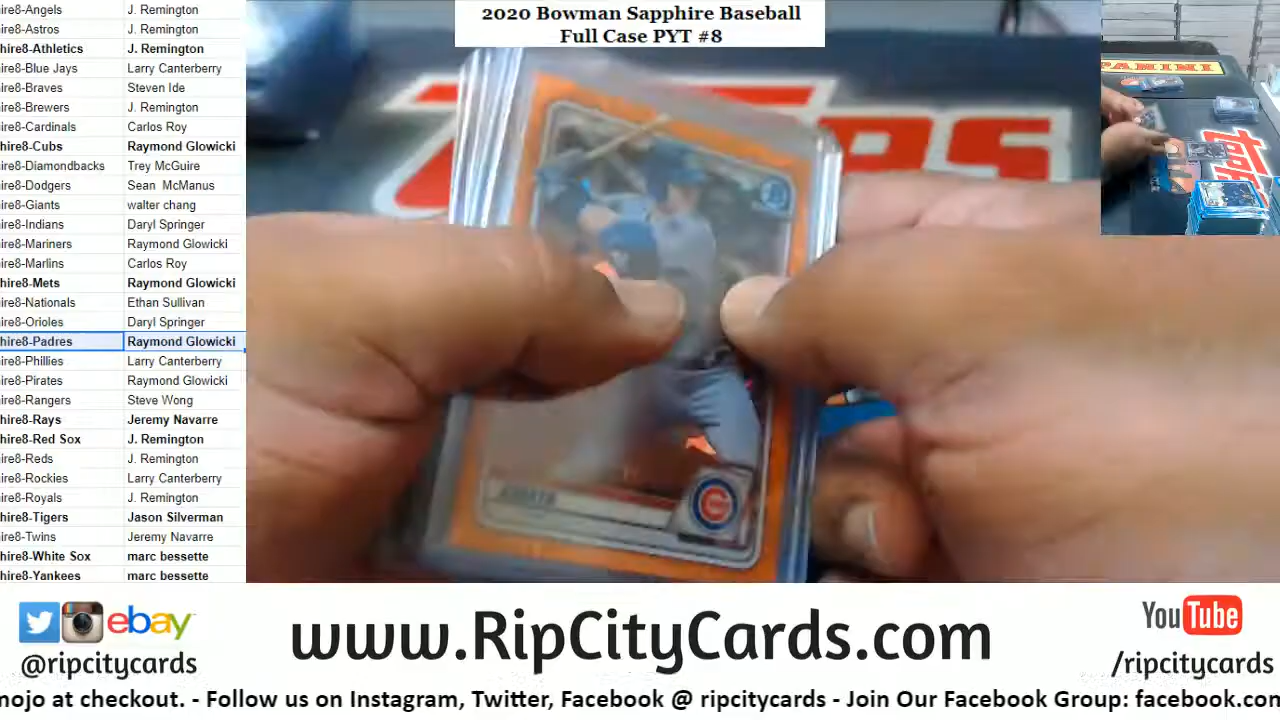 2020 Bowman Sapphire Baseball
Full Case PYT #8
ire8-Angels J. Remington
ire8-Astros J. Remington
hire8-Athletics J. Remington
hire8-Blue Jays Larry Canterbery
ire8-Braves Steven Ide
ire8-Brewers J. Remington
ire8-Cardinals Carlos Roy
hire8-Cubs Raymond Glowicki
ire8-Diamondbacks Trey McGuire
ire8-Dodgers Sean McManus
ire8-Giants walter chang
ire8-Indians Daryl Springer
ire8-Mariners Raymond Glowicki
ire8-Marlins Carlos Roy
hire8-Mets Raymond Glowicki
ire8-Nationals Ethan Sullivan
ire8-Orioles Daryl Springer
hire8-Padres Raymond Glowicki
ire8-Phillies Larry Canterbery
ire8-Pirates Raymond Glowicki
ire8-Rangers Steve Wong
hire8-Rays Jeremy Navarre
hire8-Red Sox J. Remington
ire8-Reds J. Remington
ire8-Rockies Larry Canterbery
ire8-Royals J. Remington
hire8-Tigers Jason Silverman
ire8-Twins Jeremy Navarre
hire8-White Sox marc bessette
hire8-Yankees marc bessette
PANINI
Topps
ebay
@ripcitycards
www.RipCityCards.com
YouTube
/ripcitycards
mojo at checkout. - Follow us on Instagram, Twitter, Facebook @ ripcitycards - Join Our Facebook Group: facebook.com